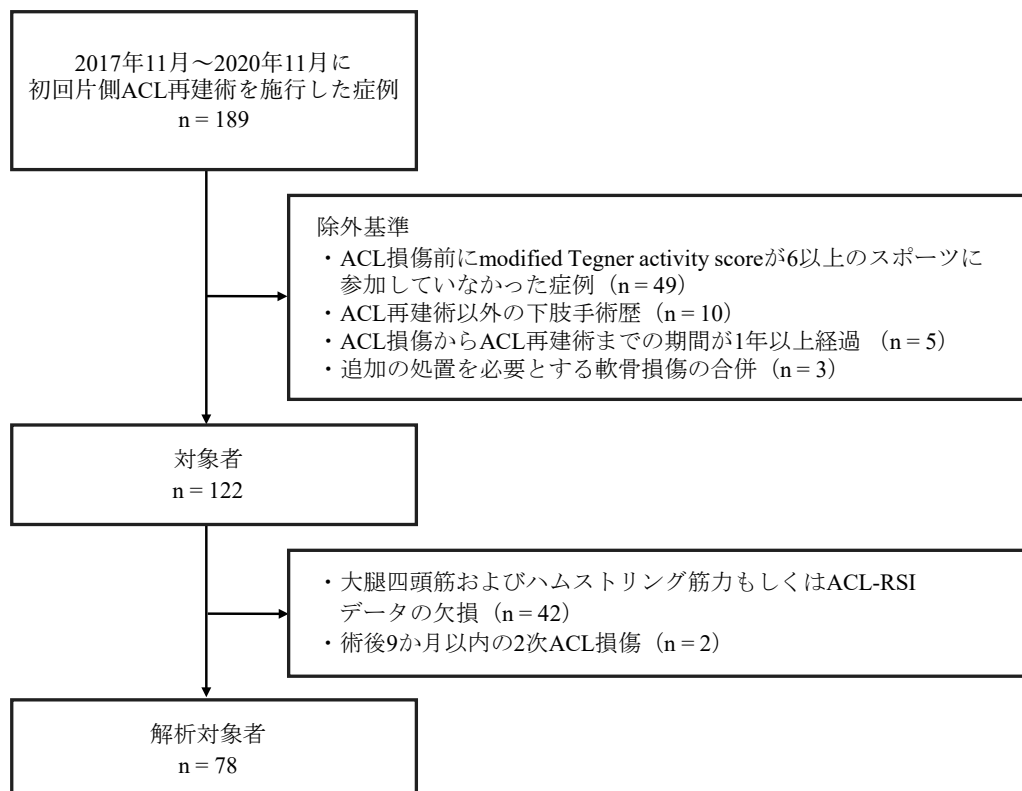 2017年11月～2020年11月に
初回片側ACL再建術を施行した症例
n = 189
除外基準
・ACL損傷前にmodified Tegner activity scoreが6以上のスポーツに
参加していなかった症例（n = 49）
・ACL再建術以外の下肢手術歴（n = 10）
・ACL損傷からACL再建術までの期間が1年以上経過 （n = 5）
・追加の処置を必要とする軟骨損傷の合併（n = 3）
対象者
n = 122
・大腿四頭筋およびハムストリング筋力もしくはACL-RSI
データの欠損（n = 42）
・術後9か月以内の2次ACL損傷（n = 2）
解析対象者
n = 78